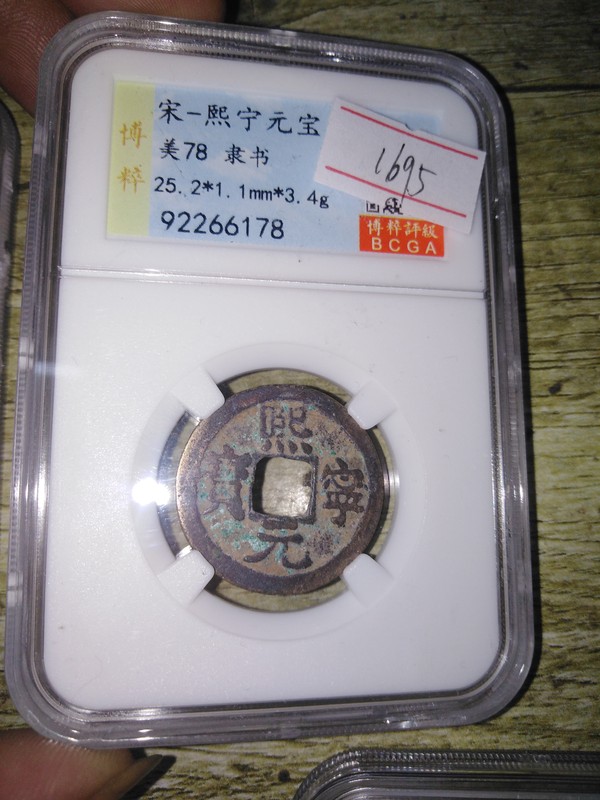 博粹
宋-熙宁元宝
美78 隶书
25.2*1.1mm*3.4g
92266178
1695
博粹評級
BCGA
熙寧元寶